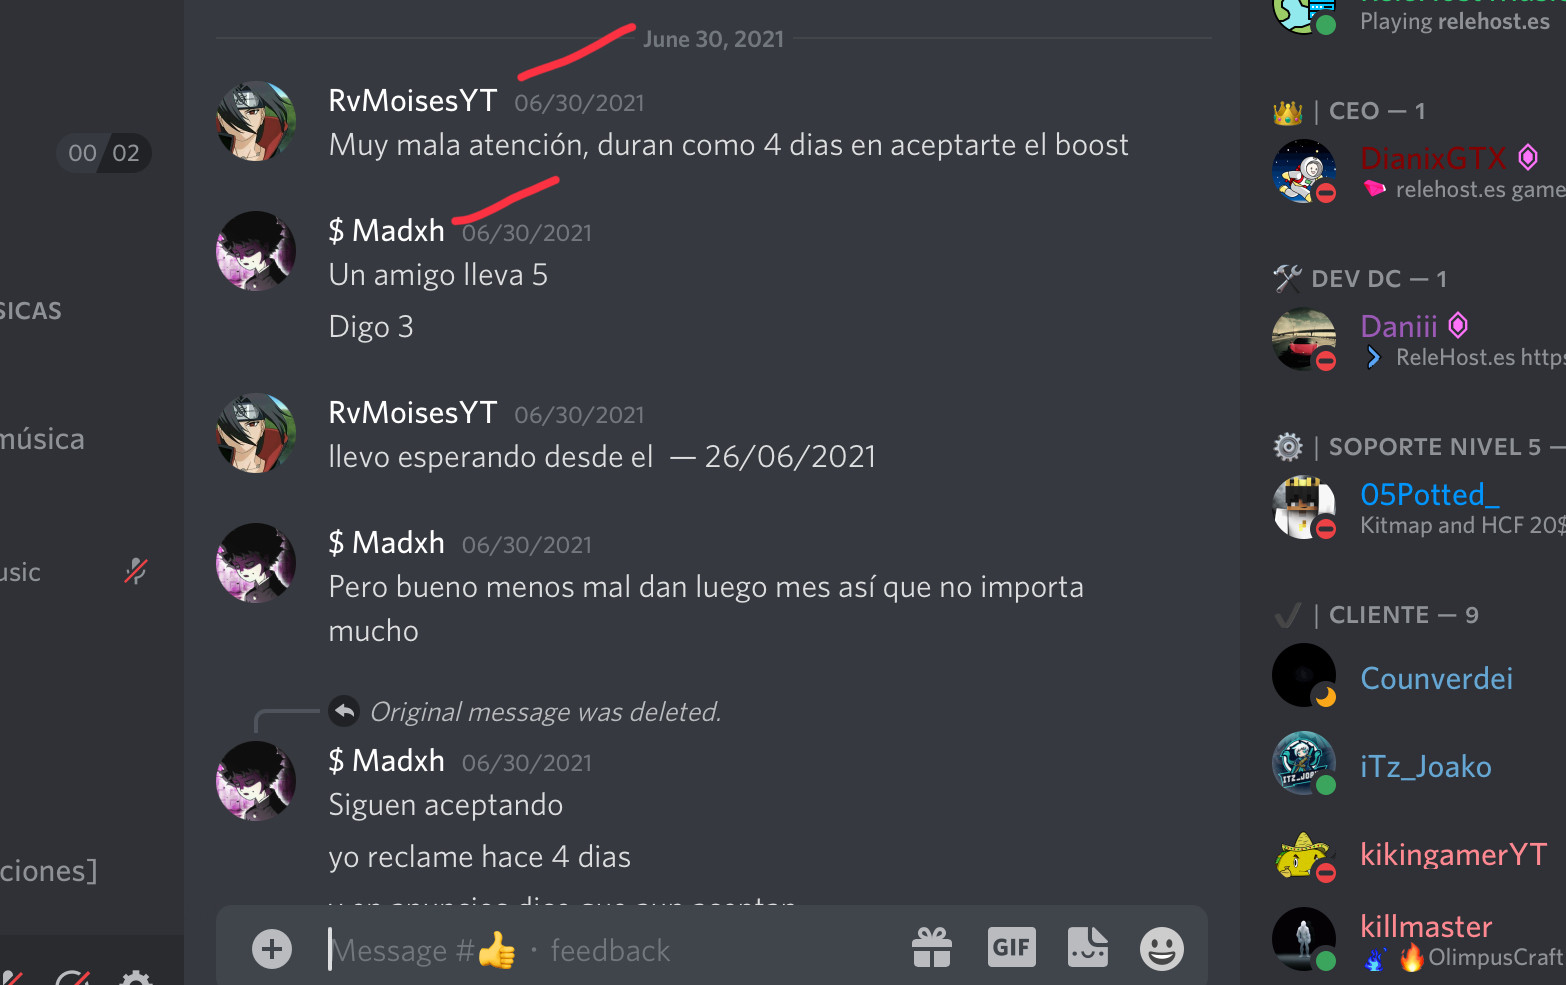 June 30, 2021
RvMoisesYT 06/30/2021
Muy mala atención, duran como 4 dias en aceptarte el boost
$ Madxh 06/30/2021
Un amigo lleva 5
Digo 3
RvMoisesYT 06/30/2021
llevo esperando desde el — 26/06/2021
$ Madxh 06/30/2021
Pero bueno menos mal dan luego mes así que no importa
mucho
Original message was deleted.
$ Madxh 06/30/2021
Siguen aceptando
yo reclame hace 4 dias
Message #👍 · feedback
GIF
00 02
SICAS
música
usic
ciones]
Playing relehost.es
👑 | CEO — 1
DianixGTX
relehost.es game
🛠 DEV DC — 1
Daniii
ReleHost.es https
⚙ | SOPORTE NIVEL 5 —
05Potted_
Kitmap and HCF 20$
✔ | CLIENTE — 9
Counverdei
iTz_Joako
kikingamerYT
killmaster
🔥OlimpusCraft